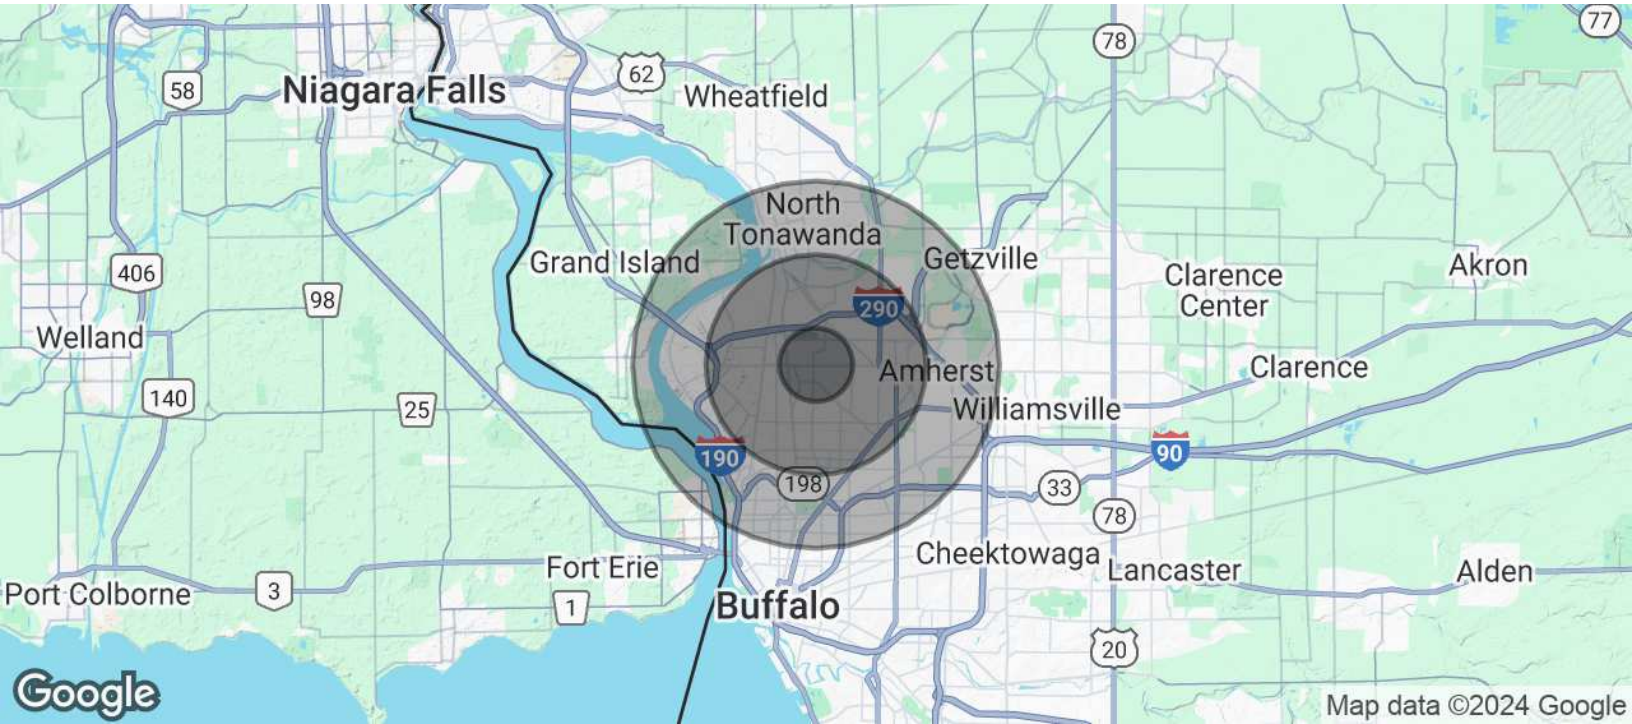 77
78
62
58
Niagara Falls
Wheatfield
North
Tonawanda
Grand Island
Getzville
Clarence
Center
Akron
406
98
290
Welland
Amherst
Clarence
140
25
Williamsville
190
90
198
33
78
Cheektowaga
Lancaster
Alden
Fort Erie
Port Colborne
3
1
Buffalo
20
Google
Map data ©2024 Google